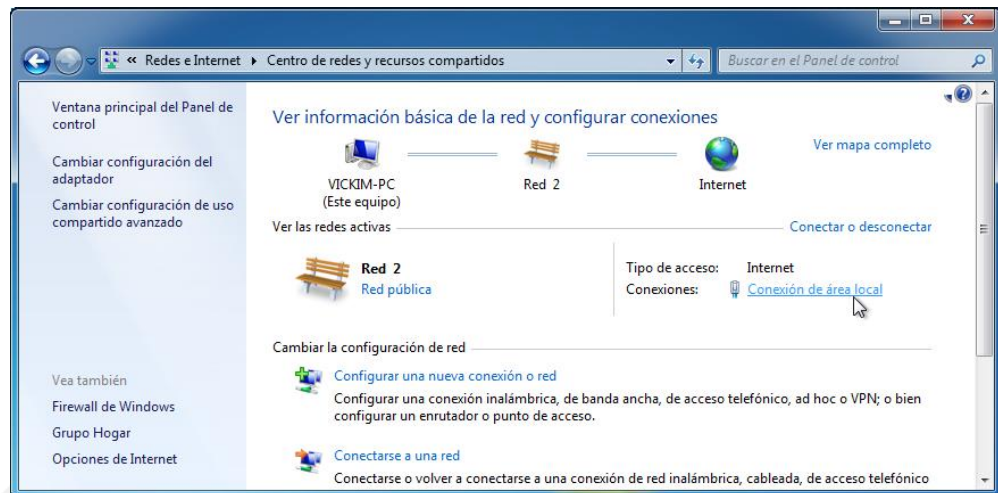 « Redes e Internet ▸ Centro de redes y recursos compartidos
Buscar en el Panel de control
Ventana principal del Panel de
control
Cambiar configuración del
adaptador
Cambiar configuración de uso
compartido avanzado
Vea también
Firewall de Windows
Grupo Hogar
Opciones de Internet
Ver información básica de la red y configurar conexiones
Ver mapa completo
VICKIM-PC
(Este equipo)
Red 2
Internet
Ver las redes activas
Conectar o desconectar
Red 2
Red pública
Tipo de acceso: Internet
Conexiones: Conexión de área local
Cambiar la configuración de red
Configurar una nueva conexión o red
Configurar una conexión inalámbrica, de banda ancha, de acceso telefónico, ad hoc o VPN; o bien
configurar un enrutador o punto de acceso.
Conectarse a una red
Conectarse o volver a conectarse a una conexión de red inalámbrica, cableada, de acceso telefónico